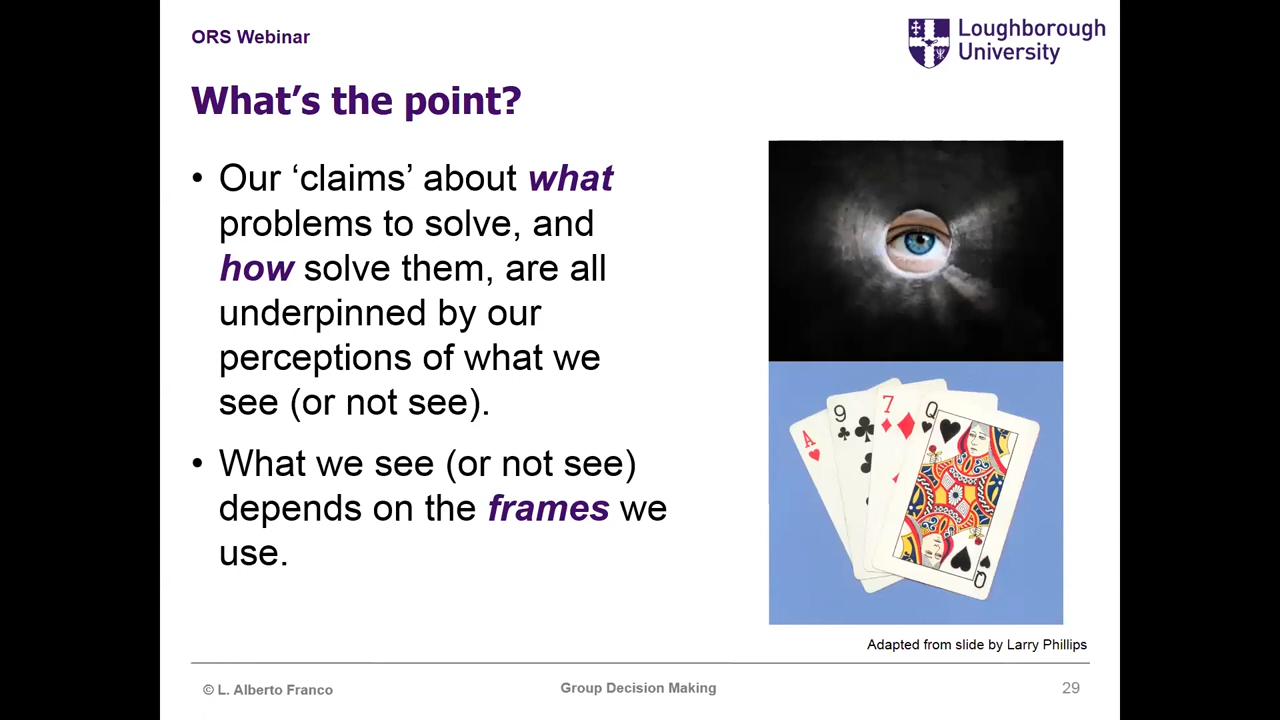 ORS Webinar
Loughborough
University
What's the point?
• Our ‘claims’ about what
problems to solve, and
how solve them, are all
underpinned by our
perceptions of what we
see (or not see).
• What we see (or not see)
depends on the frames we
use.
A
9
7
Q
Q
Adapted from slide by Larry Phillips
© L. Alberto Franco
Group Decision Making
29